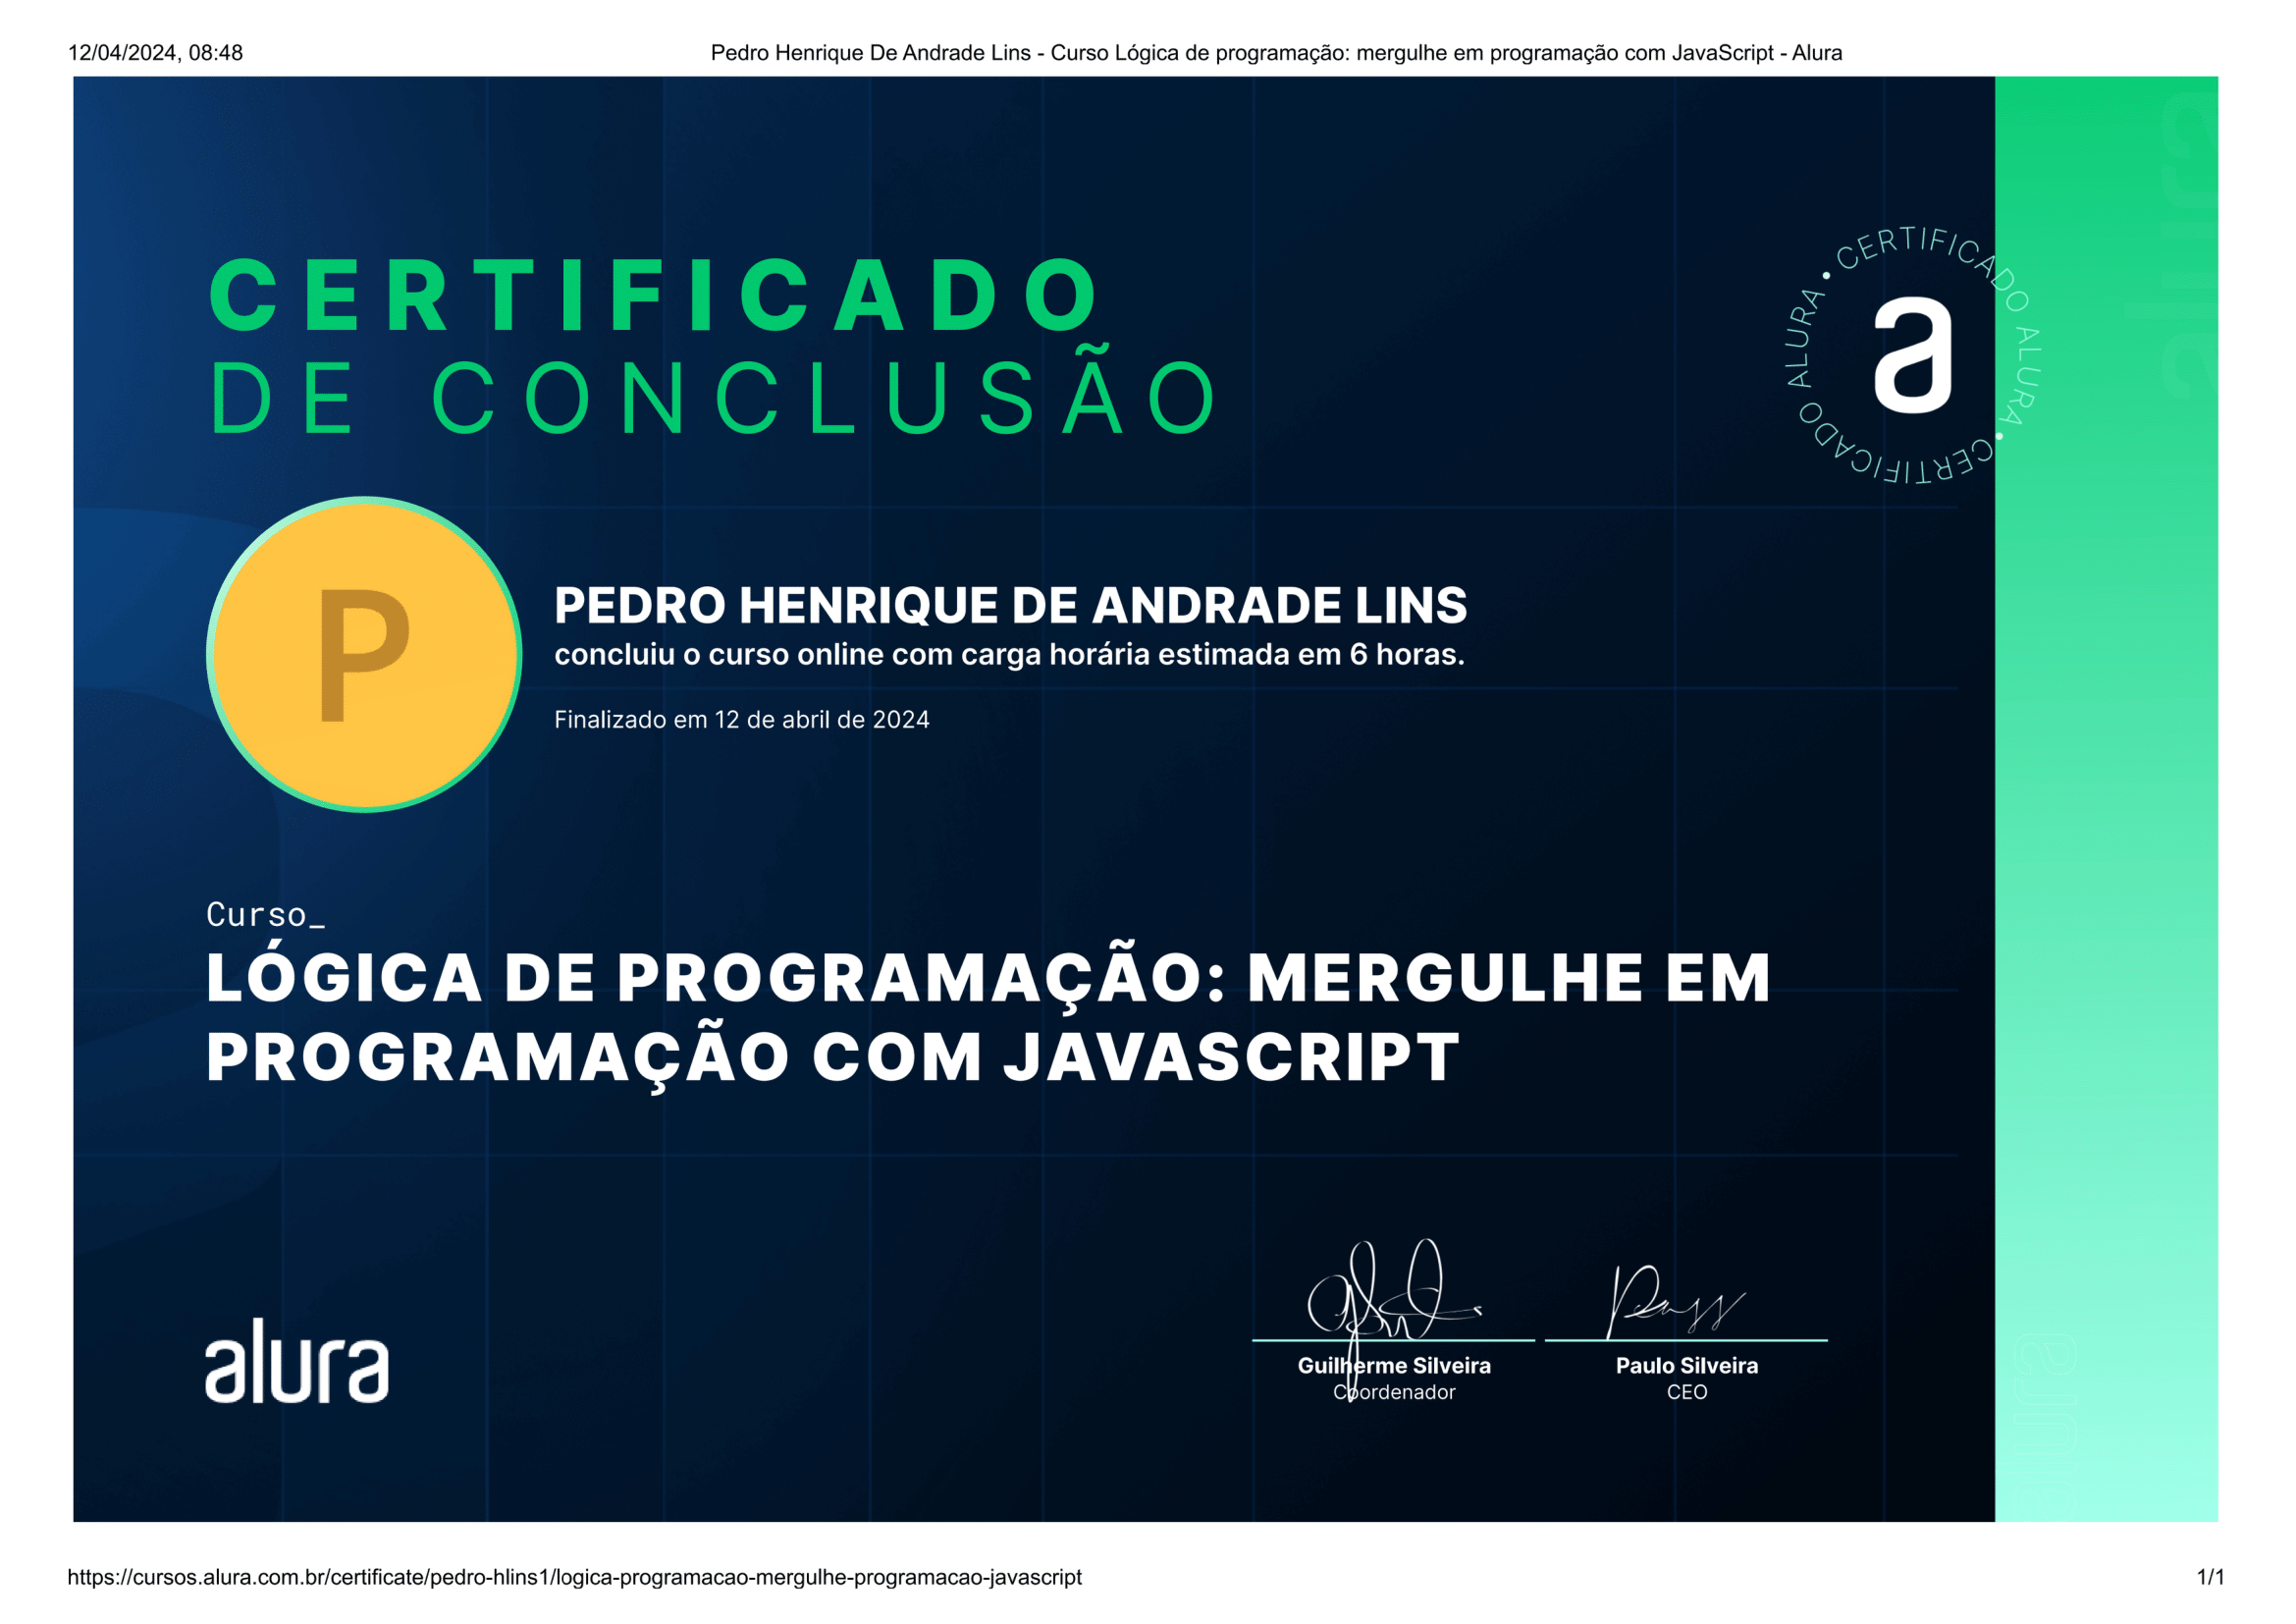 12/04/2024, 08:48
Pedro Henrique De Andrade Lins - Curso Lógica de programação: mergulhe em programação com JavaScript - Alura
alura
CERTIFICADO
DE CONCLUSÃO
CERTIFICADO ALURA • CERTIFICADO ALURA •
a
P
PEDRO HENRIQUE DE ANDRADE LINS
concluiu o curso online com carga horária estimada em 6 horas.
Finalizado em 12 de abril de 2024
Curso_
LÓGICA DE PROGRAMAÇÃO: MERGULHE EM
PROGRAMAÇÃO COM JAVASCRIPT
alura
Guilherme Silveira
Coordenador
Paulo Silveira
CEO
alura
https://cursos.alura.com.br/certificate/pedro-hlins1/logica-programacao-mergulhe-programacao-javascript
1/1